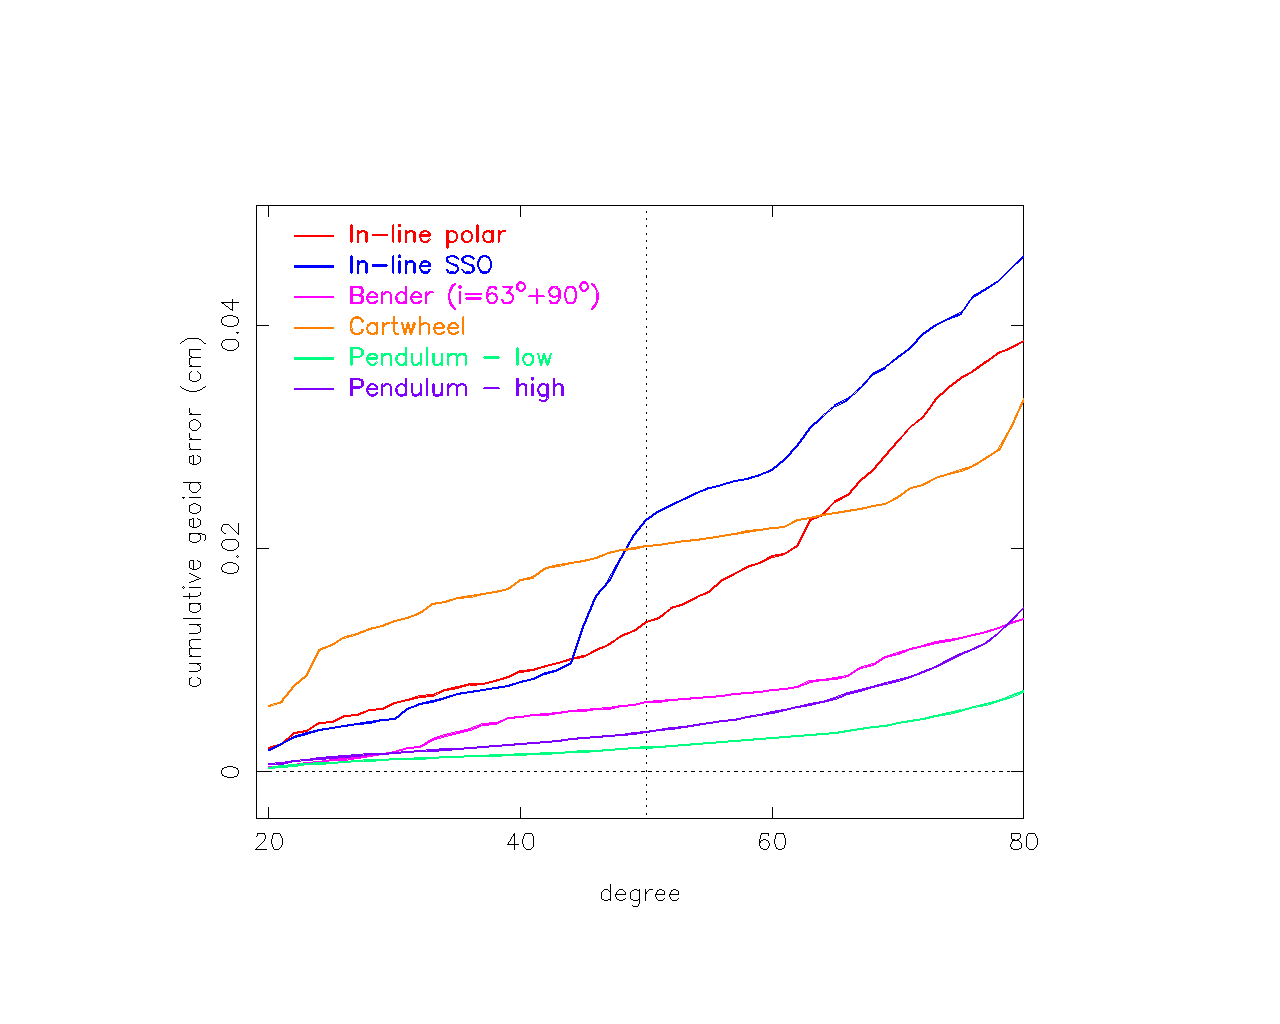 In-line polar
In-line SSO
Bender (i=63°+90°)
Cartwheel
Pendulum - low
Pendulum - high
cumulative geoid error (cm)
0.04
0.02
0
20 40 60 80
degree